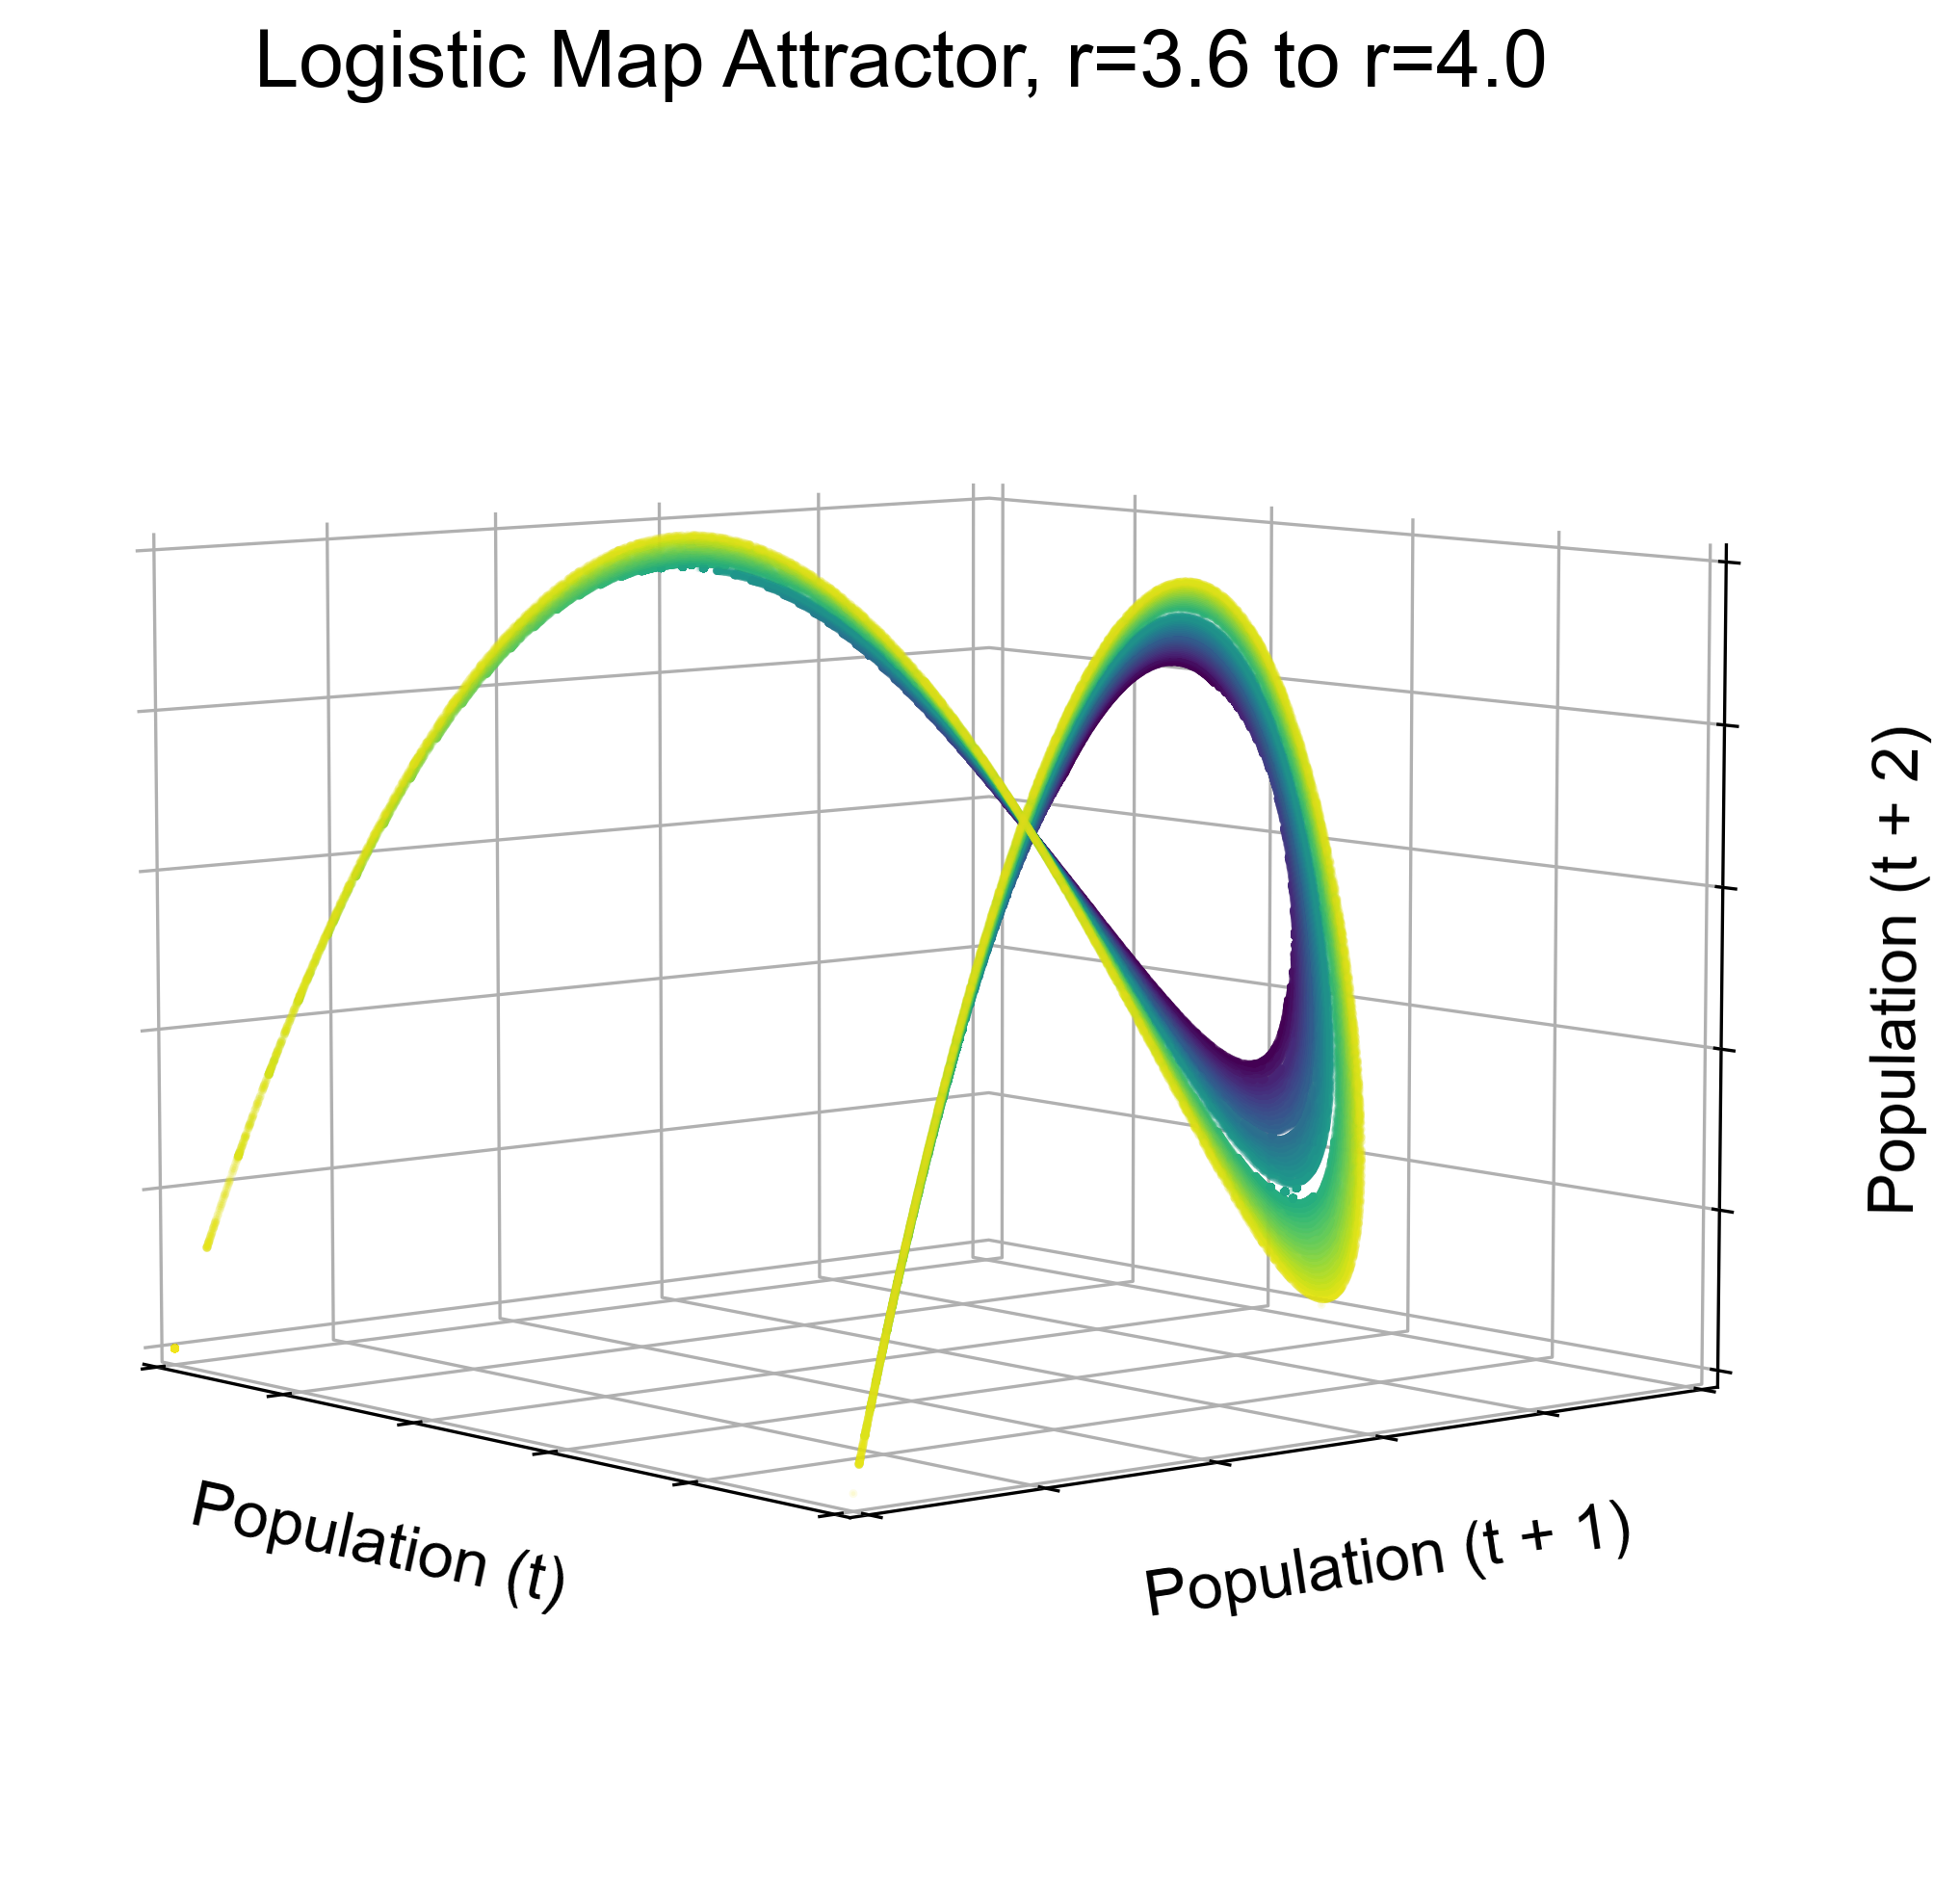 Logistic Map Attractor, r=3.6 to r=4.0
Population (t)
Population (t + 1)
Population (t + 2)